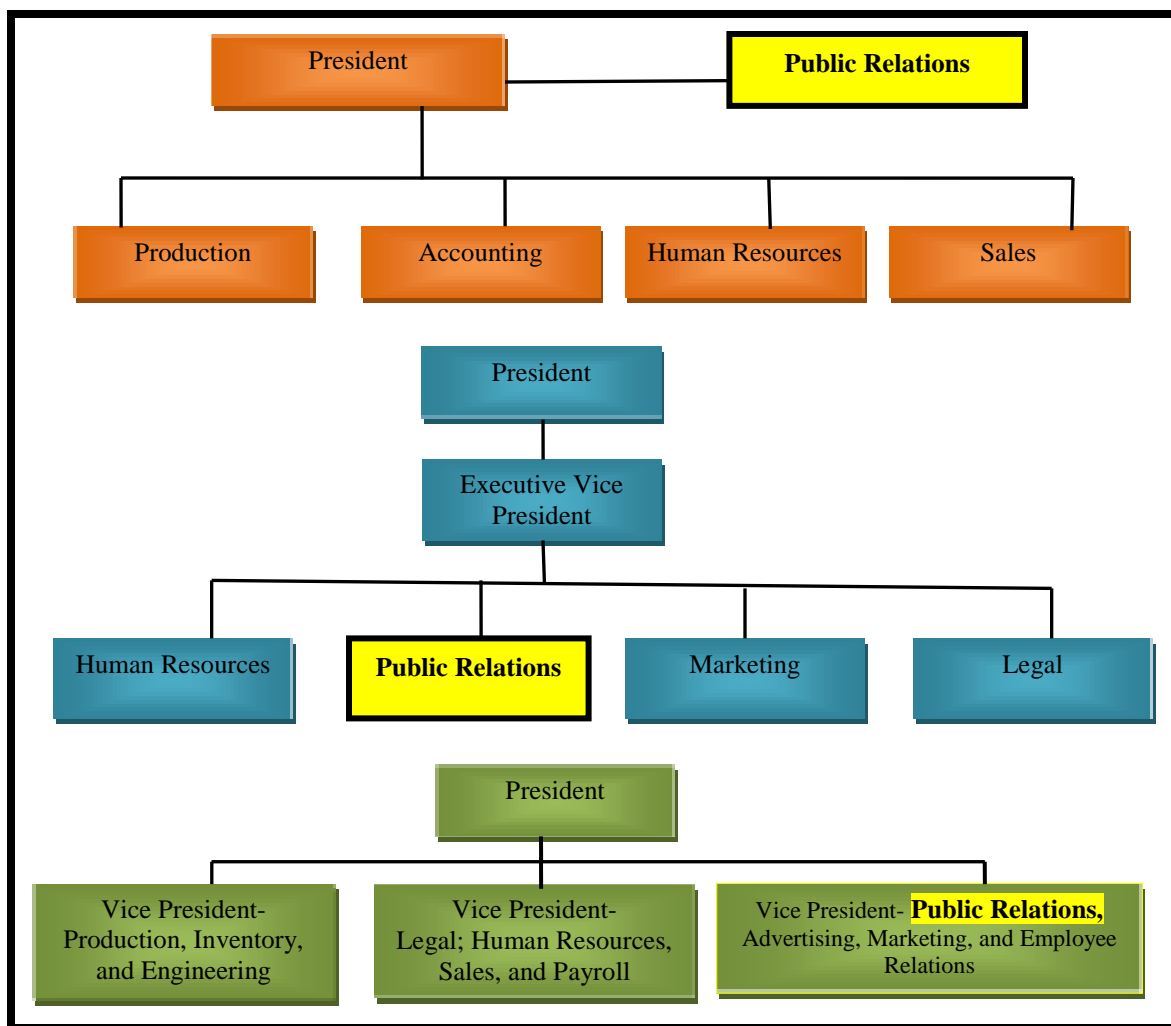 President
Public Relations
Production
Accounting
Human Resources
Sales
President
Executive Vice
President
Human Resources
Public Relations
Marketing
Legal
President
Vice President-
Production, Inventory,
and Engineering
Vice President-
Legal; Human Resources,
Sales, and Payroll
Vice President- Public Relations,
Advertising, Marketing, and Employee
Relations